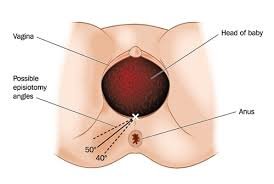 Vagina
Head of baby
Possible
episiotomy
angles
Anus
50°
40°